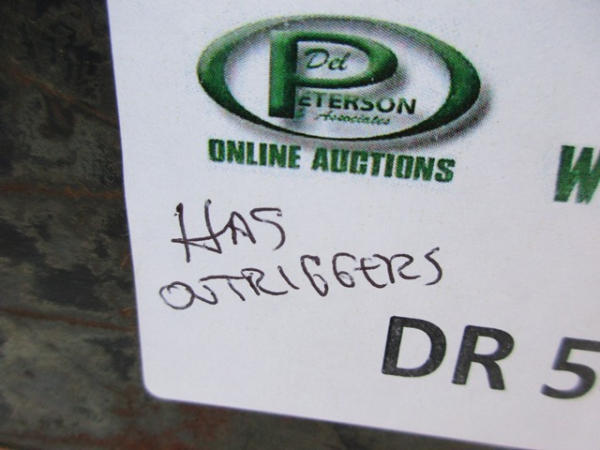 Del
PETERSON
Associates
ONLINE AUCTIONS
W
HAS
OUTRIGGERS
DR 5